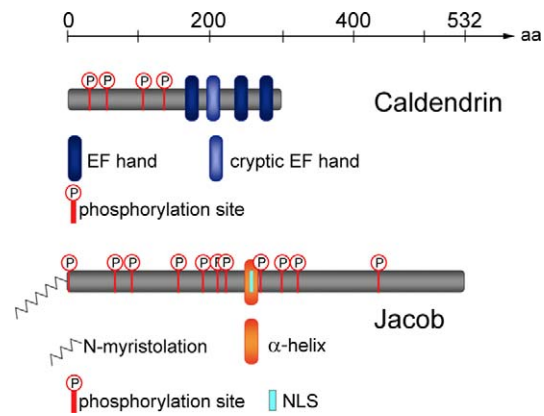 0 200 400 532
aa
P P P P
Caldendrin
EF hand cryptic EF hand
P
phosphorylation site
P P P P P P P P P P P
Jacob
N-myristolation α-helix
P
phosphorylation site NLS